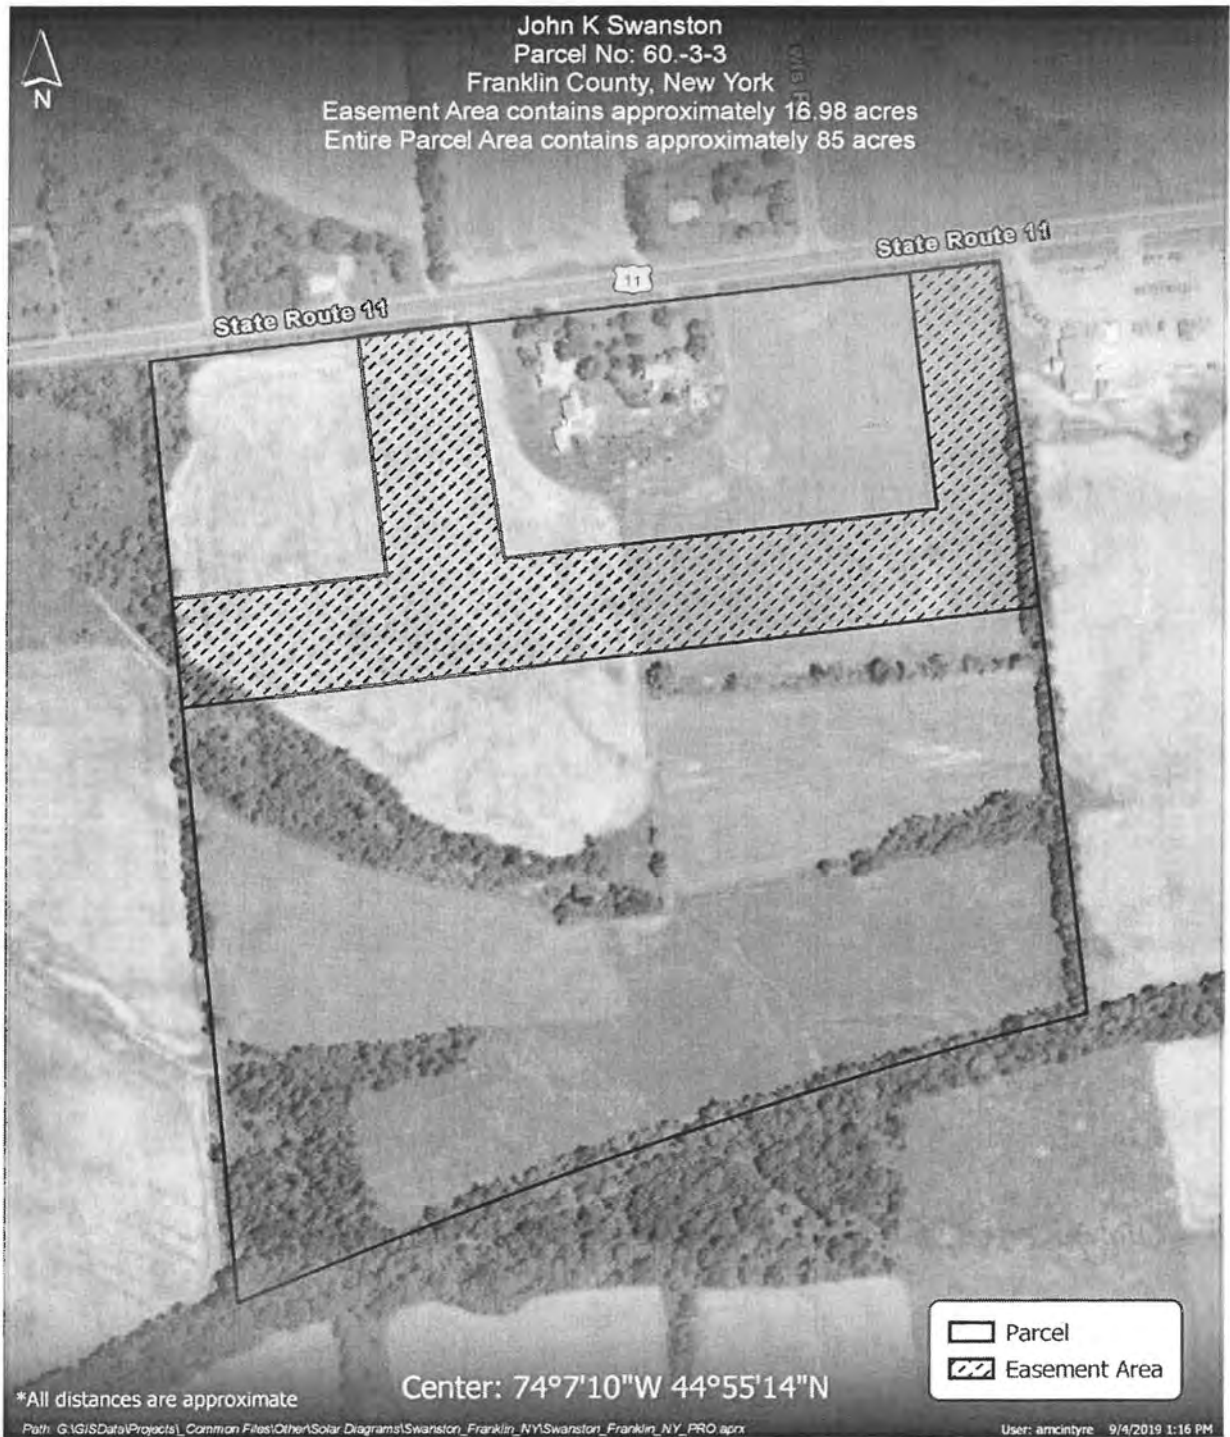 John K Swanston
Parcel No: 60.-3-3
Franklin County, New York
Easement Area contains approximately 16.98 acres
Entire Parcel Area contains approximately 85 acres
N
State Route 11
11
State Route 11
Parcel
Easement Area
*All distances are approximate
Center: 74°7'10"W 44°55'14"N
Path: G:\GISData\Projects\_Common Files\Other\Solar Diagrams\Swanston_Franklin_NY\Swanston_Franklin_NY_PRO.aprx
User: amcintyre 9/4/2019 1:16 PM